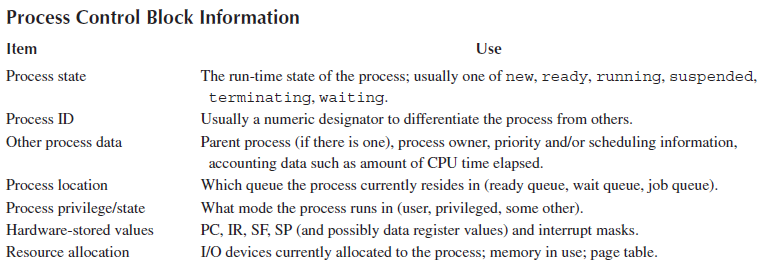 Process Control Block Information
Item Use
Process state The run-time state of the process; usually one of new, ready, running, suspended,
terminating, waiting.
Process ID Usually a numeric designator to differentiate the process from others.
Other process data Parent process (if there is one), process owner, priority and/or scheduling information,
accounting data such as amount of CPU time elapsed.
Process location Which queue the process currently resides in (ready queue, wait queue, job queue).
Process privilege/state What mode the process runs in (user, privileged, some other).
Hardware-stored values PC, IR, SF, SP (and possibly data register values) and interrupt masks.
Resource allocation I/O devices currently allocated to the process; memory in use; page table.